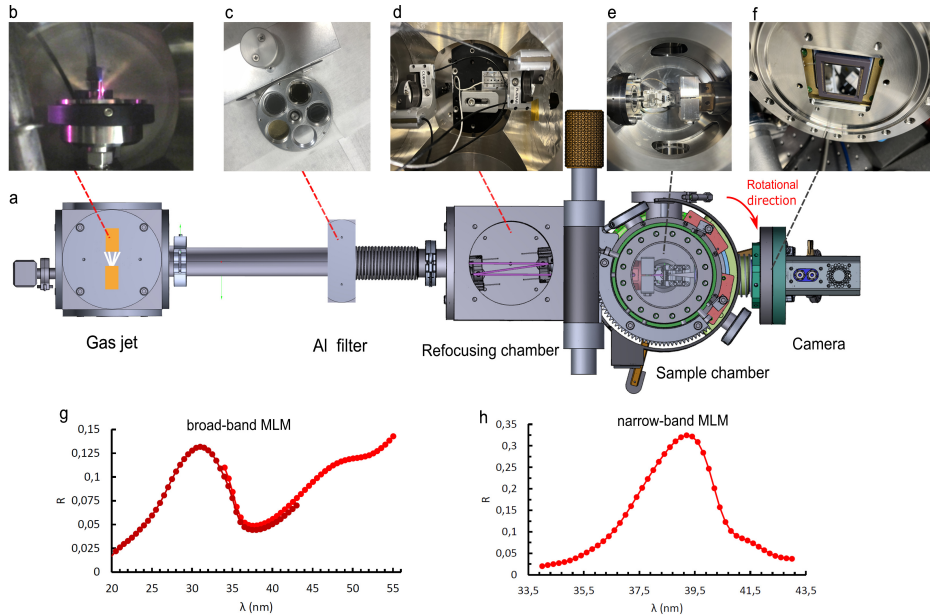 b
c
d
e
f
a
Rotational
direction
Gas jet
Al filter
Refocusing chamber
Sample chamber
Camera
g
broad-band MLM
0,15
0,125
0,1
0,075
0,05
0,025
0
R
20
25
30
35
40
45
50
55
λ (nm)
h
narrow-band MLM
0,35
0,3
0,25
0,2
0,15
0,1
0,05
0
R
33,5
35,5
37,5
39,5
41,5
43,5
λ (nm)